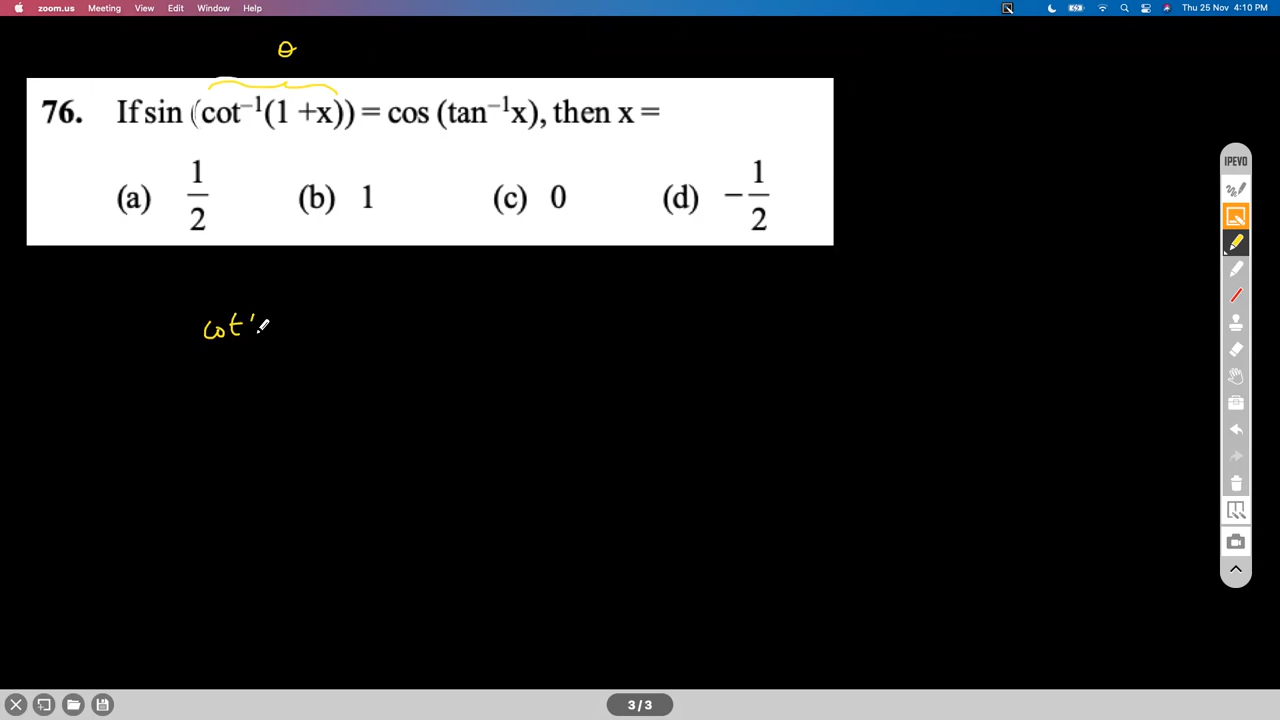 zoom.us Meeting View Edit Window Help Thu 25 Nov 4:10 PM
θ
76. If sin (cot⁻¹(1 +x)) = cos (tan⁻¹x), then x =
(a) 1/2 (b) 1 (c) 0 (d) −1/2
IPEVO
cot
3 / 3